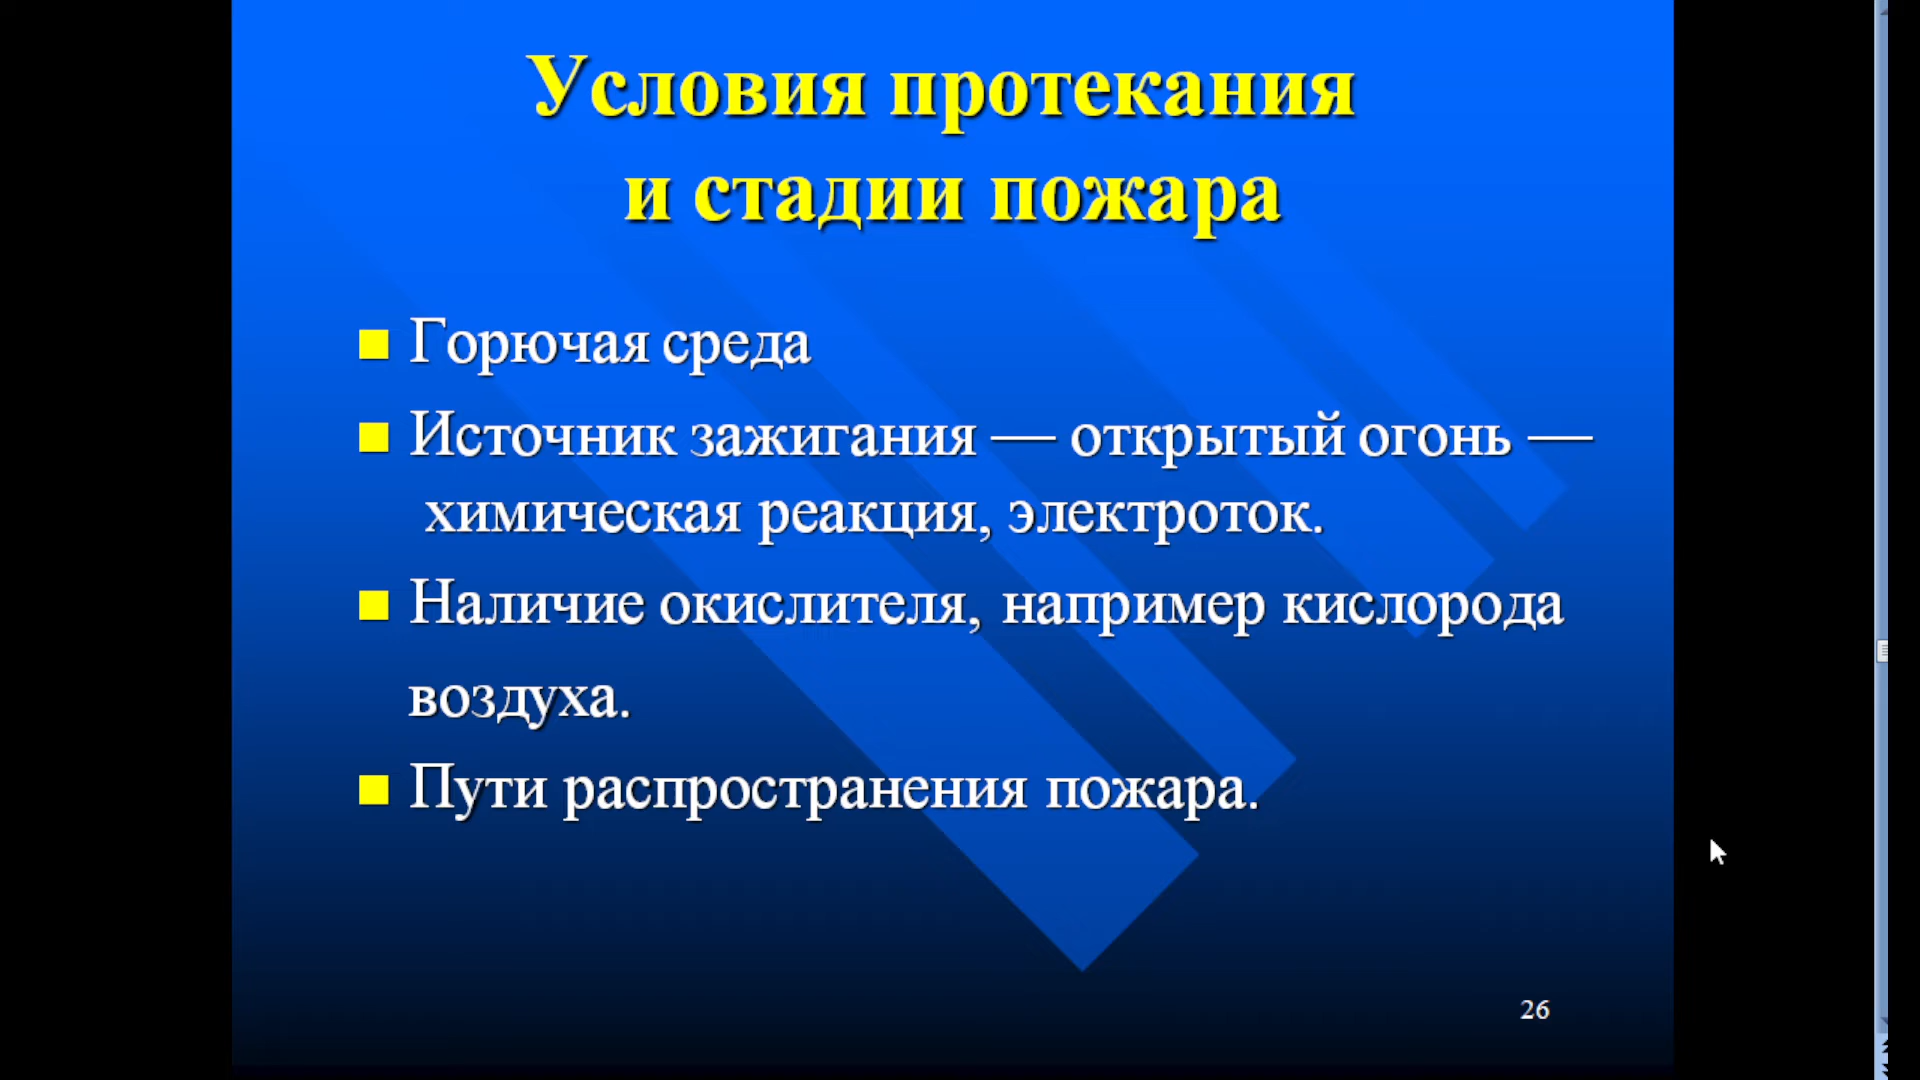 Условия протекания
и стадии пожара
Горючая среда
Источник зажигания — открытый огонь —
химическая реакция, электроток.
Наличие окислителя, например кислорода
воздуха.
Пути распространения пожара.
26